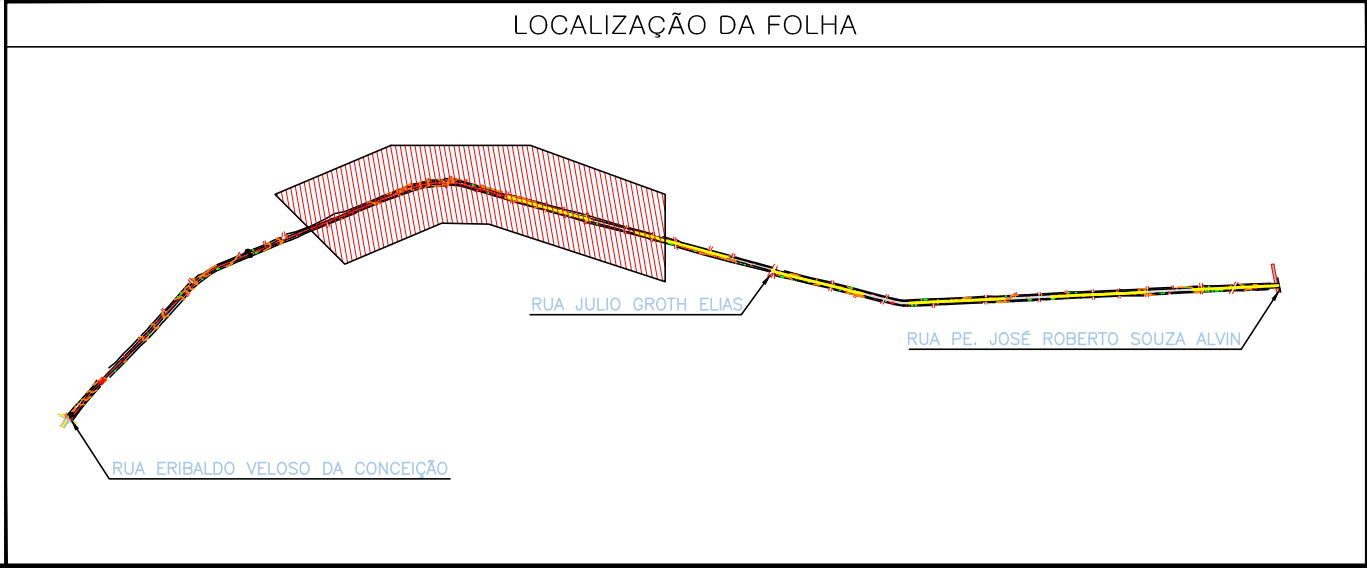 LOCALIZAÇÃO DA FOLHA
RUA JULIO GROTH ELIAS
RUA PE. JOSÉ ROBERTO SOUZA ALVIN
RUA ERIBALDO VELOSO DA CONCEIÇÃO